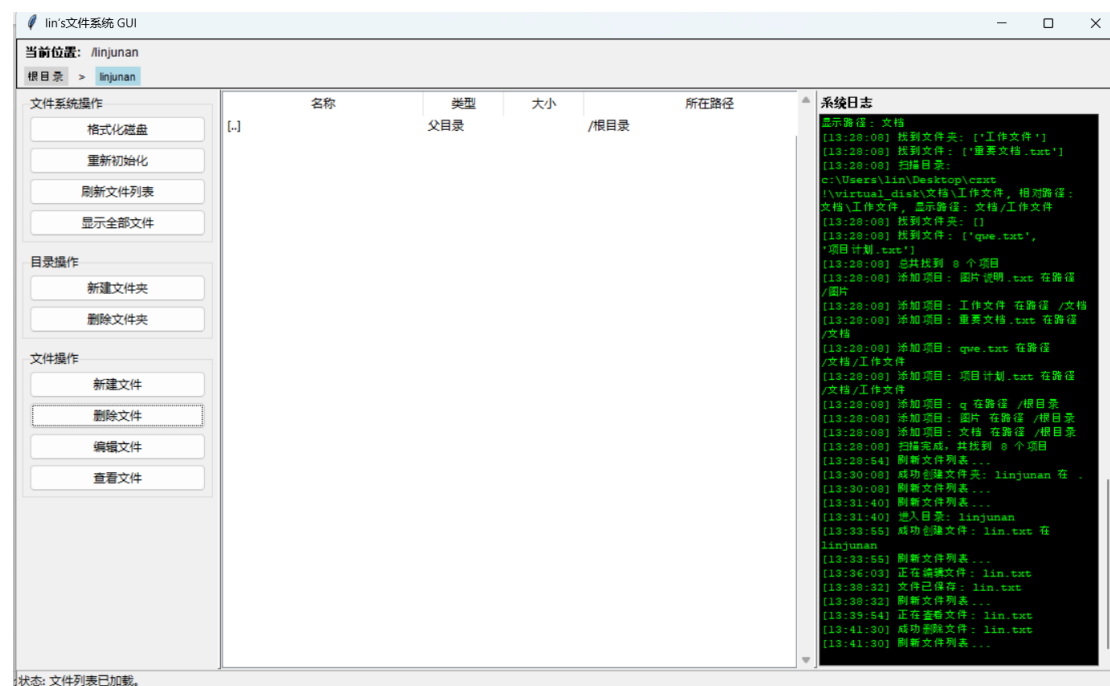 lin's文件系统 GUI
当前位置: /linjunan
根目录 > linjunan
文件系统操作
格式化磁盘
重新初始化
刷新文件列表
显示全部文件
目录操作
新建文件夹
删除文件夹
文件操作
新建文件
删除文件
编辑文件
查看文件
名称 类型 大小 所在路径
[..] 父目录 /根目录
系统日志
显示路径: 文档
[13:28:08] 找到文件夹: ['工作文件']
[13:28:08] 找到文件: ['重要文档.txt']
[13:28:08] 扫描目录:
c:\Users\lin\Desktop\czxt
!\virtual_disk\文档\工作文件, 相对路径:
文档\工作文件, 显示路径: 文档/工作文件
[13:28:08] 找到文件夹: []
[13:28:08] 找到文件: ['qwe.txt',
'项目计划.txt']
[13:28:08] 总共找到 8 个项目
[13:28:08] 添加项目: 图片说明.txt 在路径
/图片
[13:28:08] 添加项目: 工作文件 在路径 /文档
[13:28:08] 添加项目: 重要文档.txt 在路径
/文档
[13:28:08] 添加项目: qwe.txt 在路径
/文档/工作文件
[13:28:08] 添加项目: 项目计划.txt 在路径
/文档/工作文件
[13:28:08] 添加项目: q 在路径 /根目录
[13:28:08] 添加项目: 图片 在路径 /根目录
[13:28:08] 添加项目: 文档 在路径 /根目录
[13:28:08] 扫描完成, 共找到 8 个项目
[13:28:54] 刷新文件列表...
[13:30:08] 成功创建文件夹: linjunan 在 .
[13:30:08] 刷新文件列表...
[13:31:40] 刷新文件列表...
[13:31:40] 进入目录: linjunan
[13:33:55] 成功创建文件: lin.txt 在
linjunan
[13:33:55] 刷新文件列表...
[13:36:03] 正在编辑文件: lin.txt
[13:38:32] 文件已保存: lin.txt
[13:38:32] 刷新文件列表...
[13:39:54] 正在查看文件: lin.txt
[13:41:30] 成功删除文件: lin.txt
[13:41:30] 刷新文件列表...
状态: 文件列表已加载。